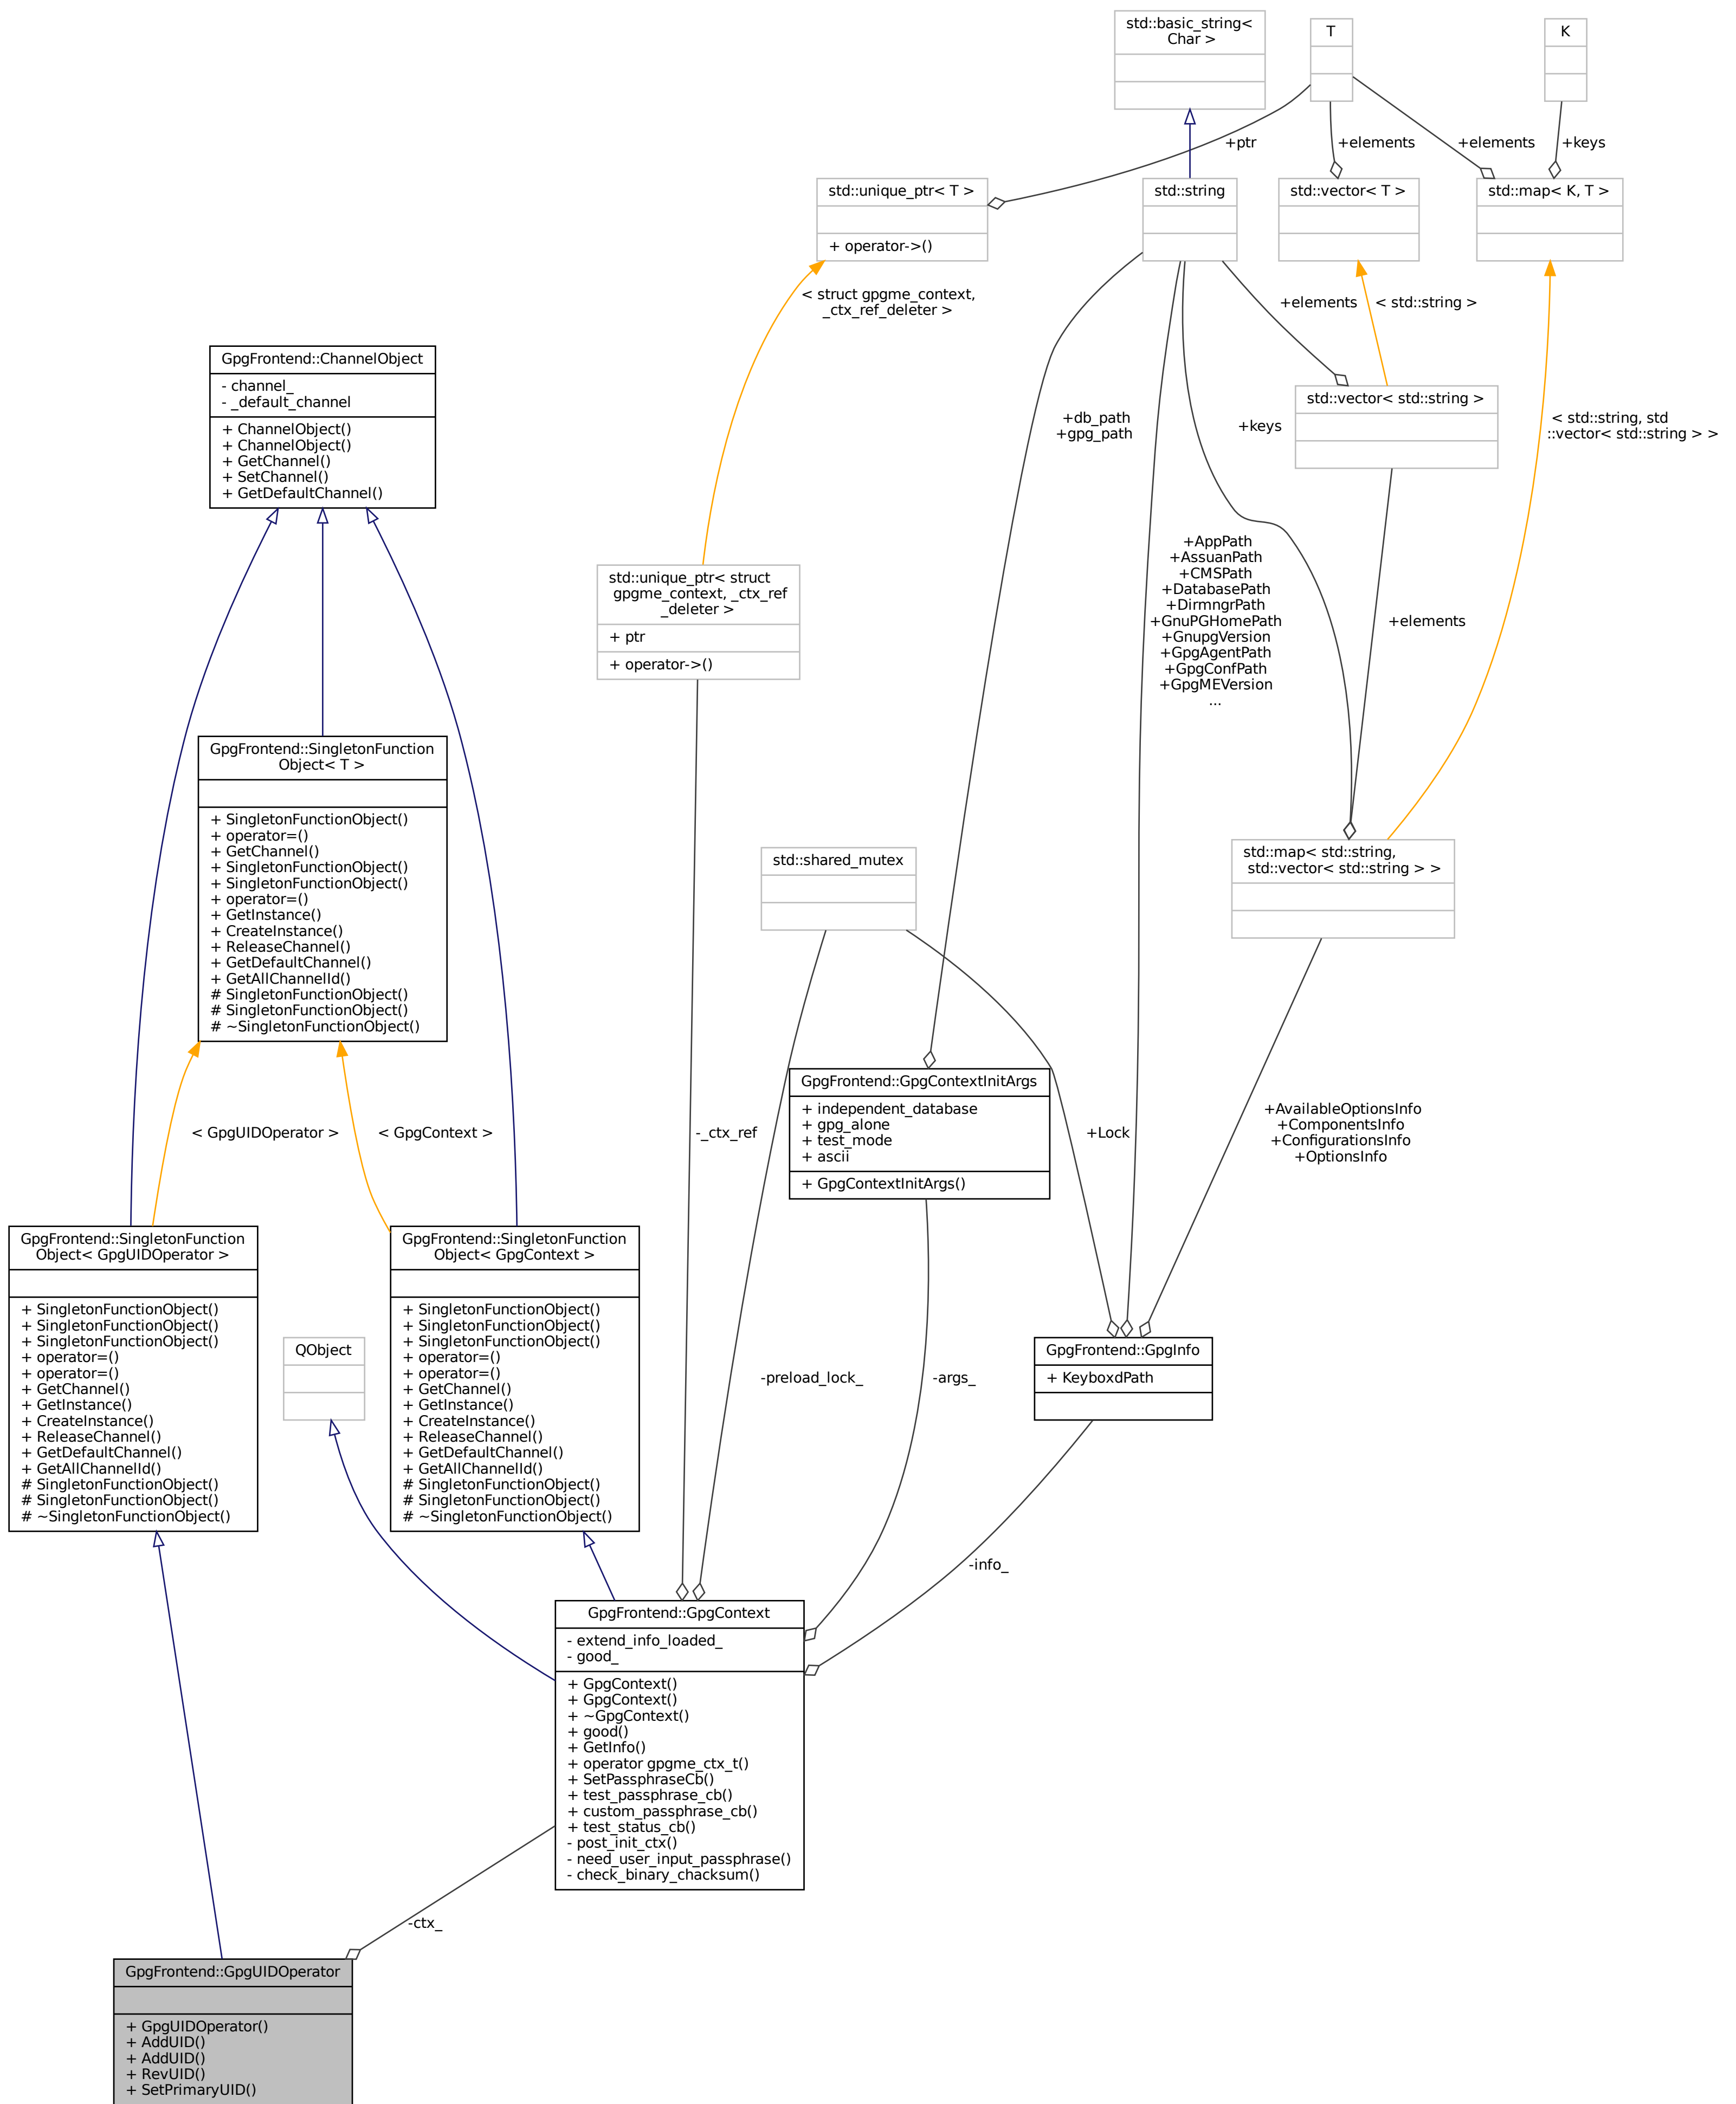 std::basic_string<
Char >
T
K
+ptr
+elements
+elements
+keys
std::unique_ptr< T >
+ operator->()
std::string
std::vector< T >
std::map< K, T >
< struct gpgme_context,
_ctx_ref_deleter >
+elements
< std::string >
GpgFrontend::ChannelObject
- channel_
- _default_channel
+ ChannelObject()
+ ChannelObject()
+ GetChannel()
+ SetChannel()
+ GetDefaultChannel()
+db_path
+gpg_path
+keys
std::vector< std::string >
< std::string, std
::vector< std::string > >
std::unique_ptr< struct
gpgme_context, _ctx_ref
_deleter >
+ ptr
+ operator->()
+AppPath
+AssuanPath
+CMSPath
+DatabasePath
+DirmngrPath
+GnuPGHomePath
+GnupgVersion
+GpgAgentPath
+GpgConfPath
+GpgMEVersion
...
+elements
GpgFrontend::SingletonFunction
Object< T >
+ SingletonFunctionObject()
+ operator=()
+ GetChannel()
+ SingletonFunctionObject()
+ SingletonFunctionObject()
+ operator=()
+ GetInstance()
+ CreateInstance()
+ ReleaseChannel()
+ GetDefaultChannel()
+ GetAllChannelId()
# SingletonFunctionObject()
# SingletonFunctionObject()
# ~SingletonFunctionObject()
std::shared_mutex
std::map< std::string,
std::vector< std::string > >
< GpgUIDOperator >
< GpgContext >
-_ctx_ref
GpgFrontend::GpgContextInitArgs
+ independent_database
+ gpg_alone
+ test_mode
+ ascii
+ GpgContextInitArgs()
+Lock
+AvailableOptionsInfo
+ComponentsInfo
+ConfigurationsInfo
+OptionsInfo
GpgFrontend::SingletonFunction
Object< GpgUIDOperator >
+ SingletonFunctionObject()
+ SingletonFunctionObject()
+ SingletonFunctionObject()
+ operator=()
+ operator=()
+ GetChannel()
+ GetInstance()
+ CreateInstance()
+ ReleaseChannel()
+ GetDefaultChannel()
+ GetAllChannelId()
# SingletonFunctionObject()
# SingletonFunctionObject()
# ~SingletonFunctionObject()
QObject
GpgFrontend::SingletonFunction
Object< GpgContext >
+ SingletonFunctionObject()
+ SingletonFunctionObject()
+ SingletonFunctionObject()
+ operator=()
+ operator=()
+ GetChannel()
+ GetInstance()
+ CreateInstance()
+ ReleaseChannel()
+ GetDefaultChannel()
+ GetAllChannelId()
# SingletonFunctionObject()
# SingletonFunctionObject()
# ~SingletonFunctionObject()
-preload_lock_
-args_
GpgFrontend::GpgInfo
+ KeyboxdPath
-info_
GpgFrontend::GpgContext
- extend_info_loaded_
- good_
+ GpgContext()
+ GpgContext()
+ ~GpgContext()
+ good()
+ GetInfo()
+ operator gpgme_ctx_t()
+ SetPassphraseCb()
+ test_passphrase_cb()
+ custom_passphrase_cb()
+ test_status_cb()
- post_init_ctx()
- need_user_input_passphrase()
- check_binary_chacksum()
-ctx_
GpgFrontend::GpgUIDOperator
+ GpgUIDOperator()
+ AddUID()
+ AddUID()
+ RevUID()
+ SetPrimaryUID()